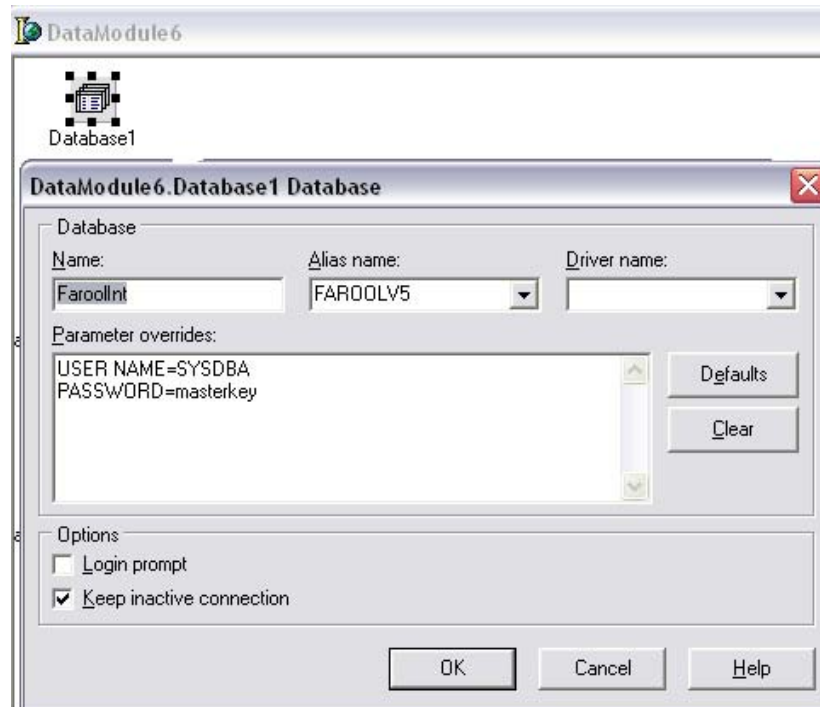 DataModule6
Database1
DataModule6.Database1 Database
Database
Name:
Alias name:
Driver name:
FaroolInt
FAROOLV5
Parameter overrides:
USER NAME=SYSDBA
PASSWORD=masterkey
Defaults
Clear
Options
Login prompt
Keep inactive connection
OK
Cancel
Help